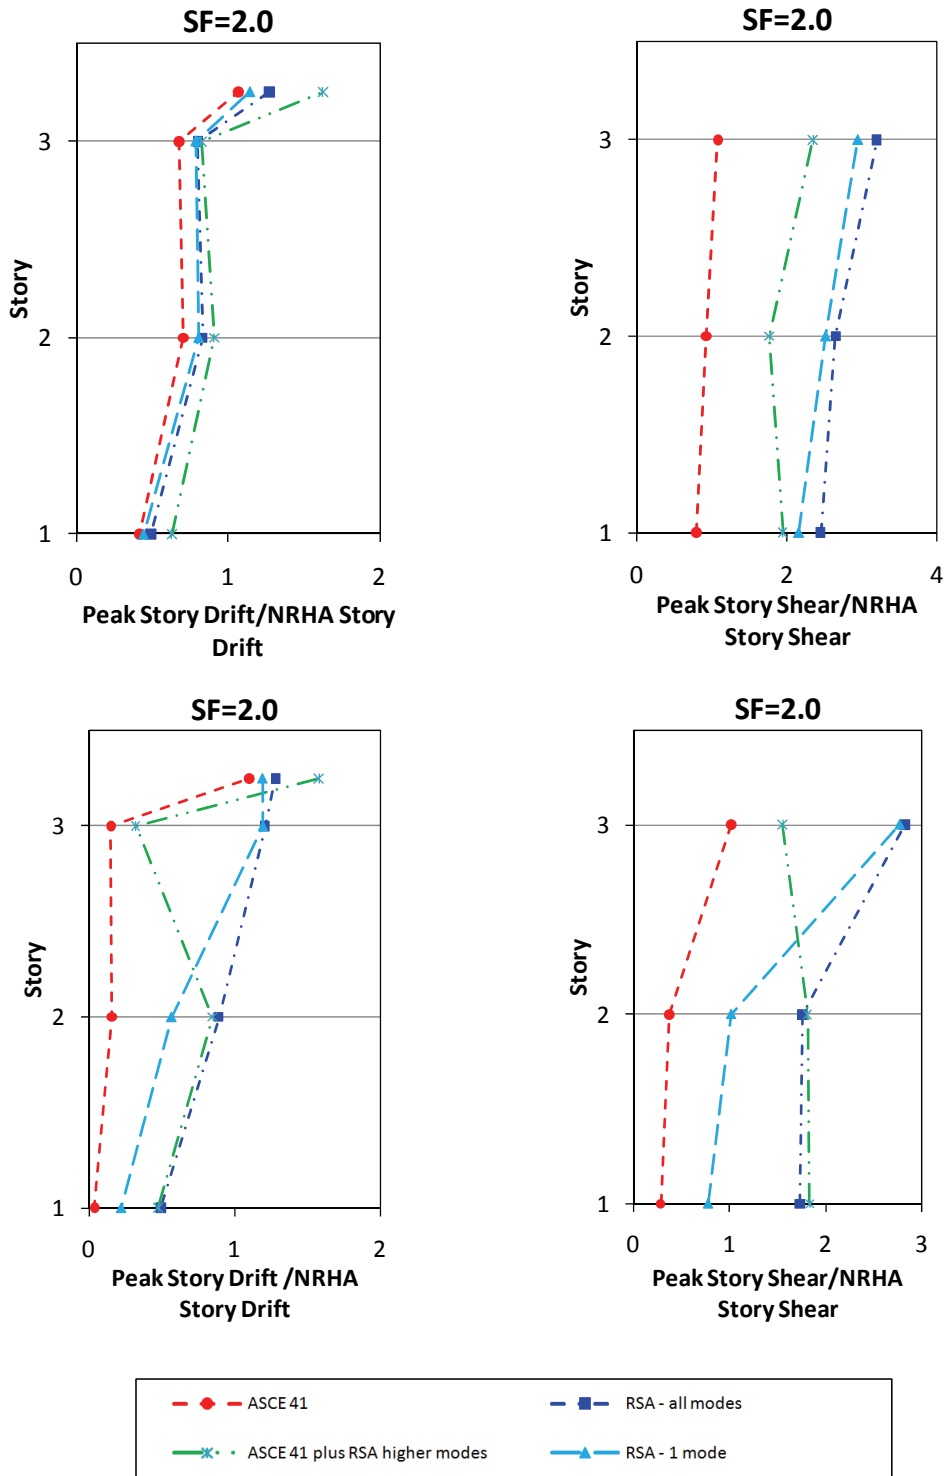 SF=2.0
3
2
1
Story
0 1 2
Peak Story Drift/NRHA Story
Drift
SF=2.0
3
2
1
Story
0 2 4
Peak Story Shear/NRHA
Story Shear
SF=2.0
3
2
1
Story
0 1 2
Peak Story Drift /NRHA
Story Drift
SF=2.0
3
2
1
Story
0 1 2 3
Peak Story Shear/NRHA
Story Shear
ASCE 41
RSA - all modes
ASCE 41 plus RSA higher modes
RSA - 1 mode